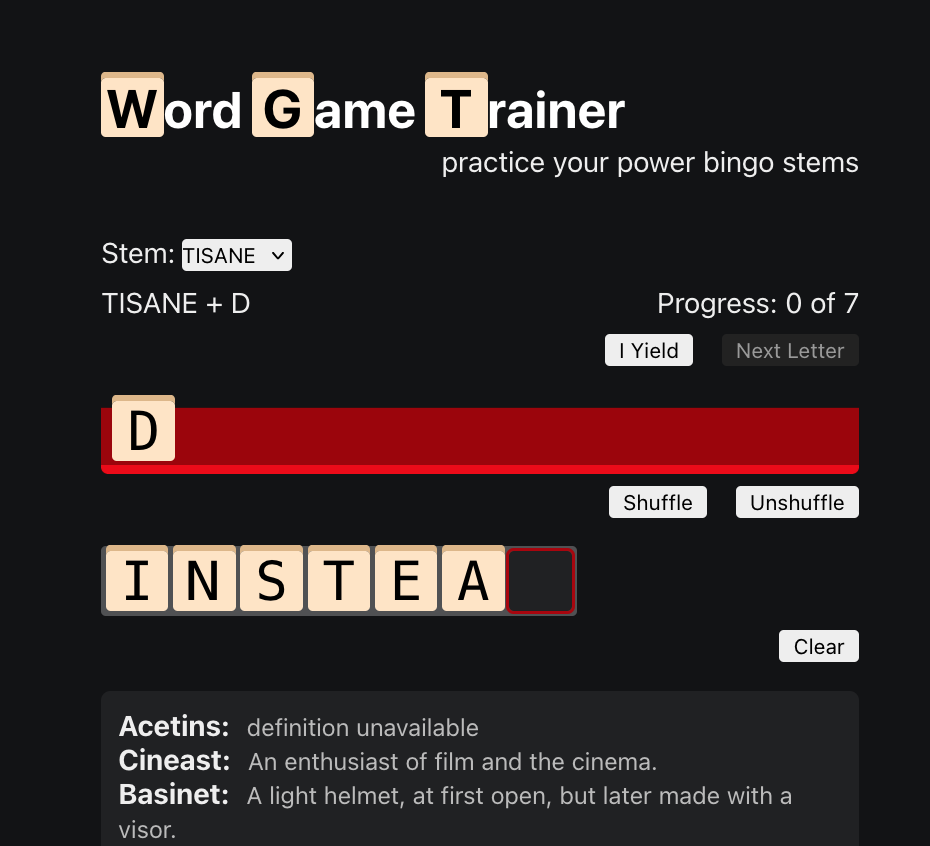 Word Game Trainer
practice your power bingo stems
Stem: TISANE
TISANE + D Progress: 0 of 7
I Yield Next Letter
D
Shuffle Unshuffle
I N S T E A
Clear
Acetins: definition unavailable
Cineast: An enthusiast of film and the cinema.
Basinet: A light helmet, at first open, but later made with a
visor.